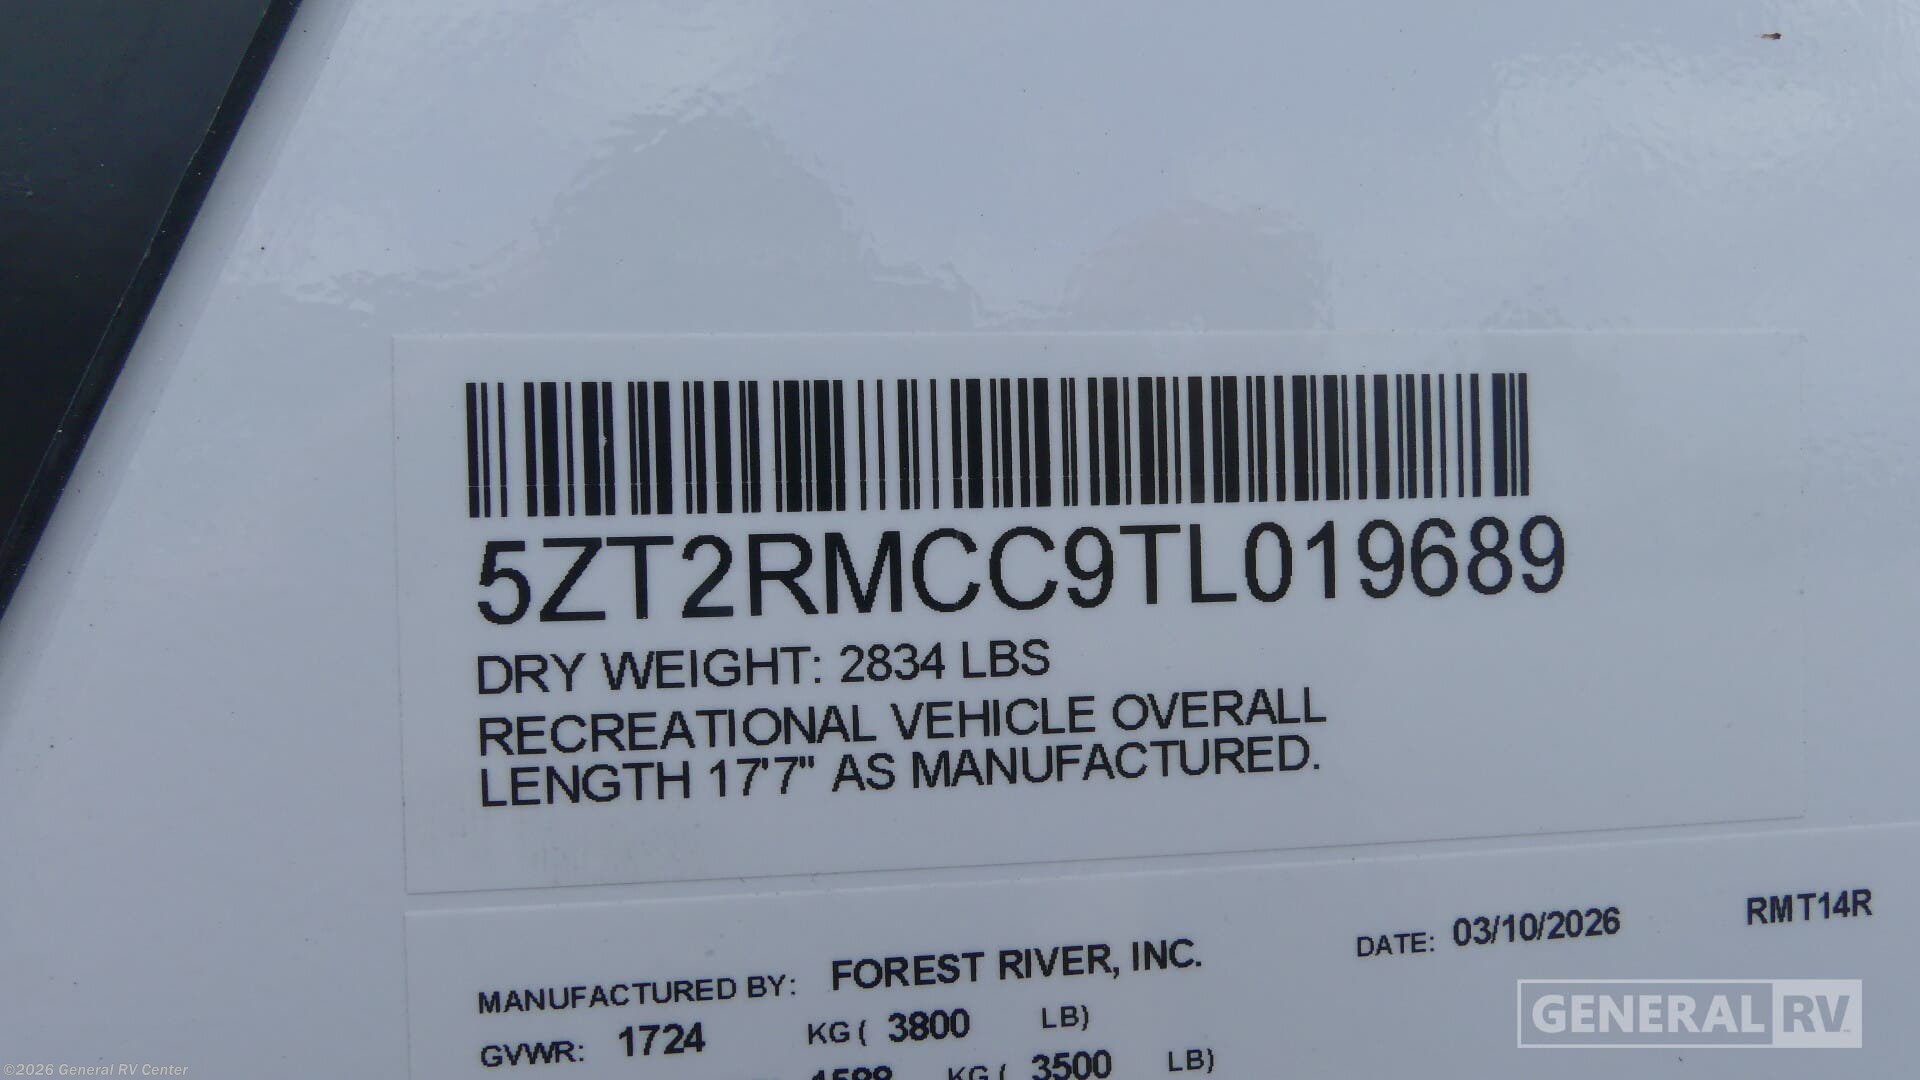 5ZT2RMCC9TL019689
DRY WEIGHT: 2834 LBS
RECREATIONAL VEHICLE OVERALL
LENGTH 17'7" AS MANUFACTURED.
MANUFACTURED BY: FOREST RIVER, INC. DATE: 03/10/2026 RMT14R
GVWR: 1724 KG ( 3800 LB)
1588 KG ( 3500 LB)
GENERAL RV
©2026 General RV Center